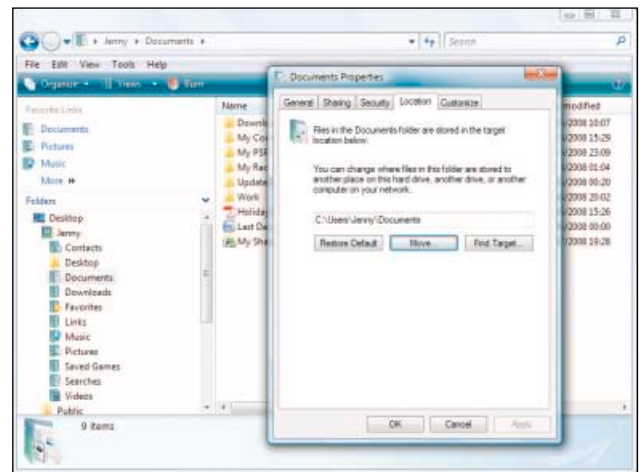 Jenny ▸ Documents ▸
Search
File Edit View Tools Help
Organize Views Burn
Favorite Links
Documents
Pictures
Music
More
Folders
Desktop
Jenny
Contacts
Desktop
Documents
Downloads
Favorites
Links
Music
Pictures
Saved Games
Searches
Videos
Public
9 items
Name
Downl
My Co
My PSP
My Rec
Update
Work
Holiday
Last De
My Sha
Documents Properties
General Sharing Security Location Customize
Files in the Documents folder are stored in the target
location below.
You can change where files in this folder are stored to
another place on this hard drive, another drive, or another
computer on your network.
C:\Users\Jenny\Documents
Restore Default Move... Find Target...
OK Cancel Apply
modified
/2008 10:07
/2008 15:29
/2008 23:09
/2008 01:04
/2008 00:20
/2008 20:02
/2008 15:26
/2008 00:00
/2007 19:28